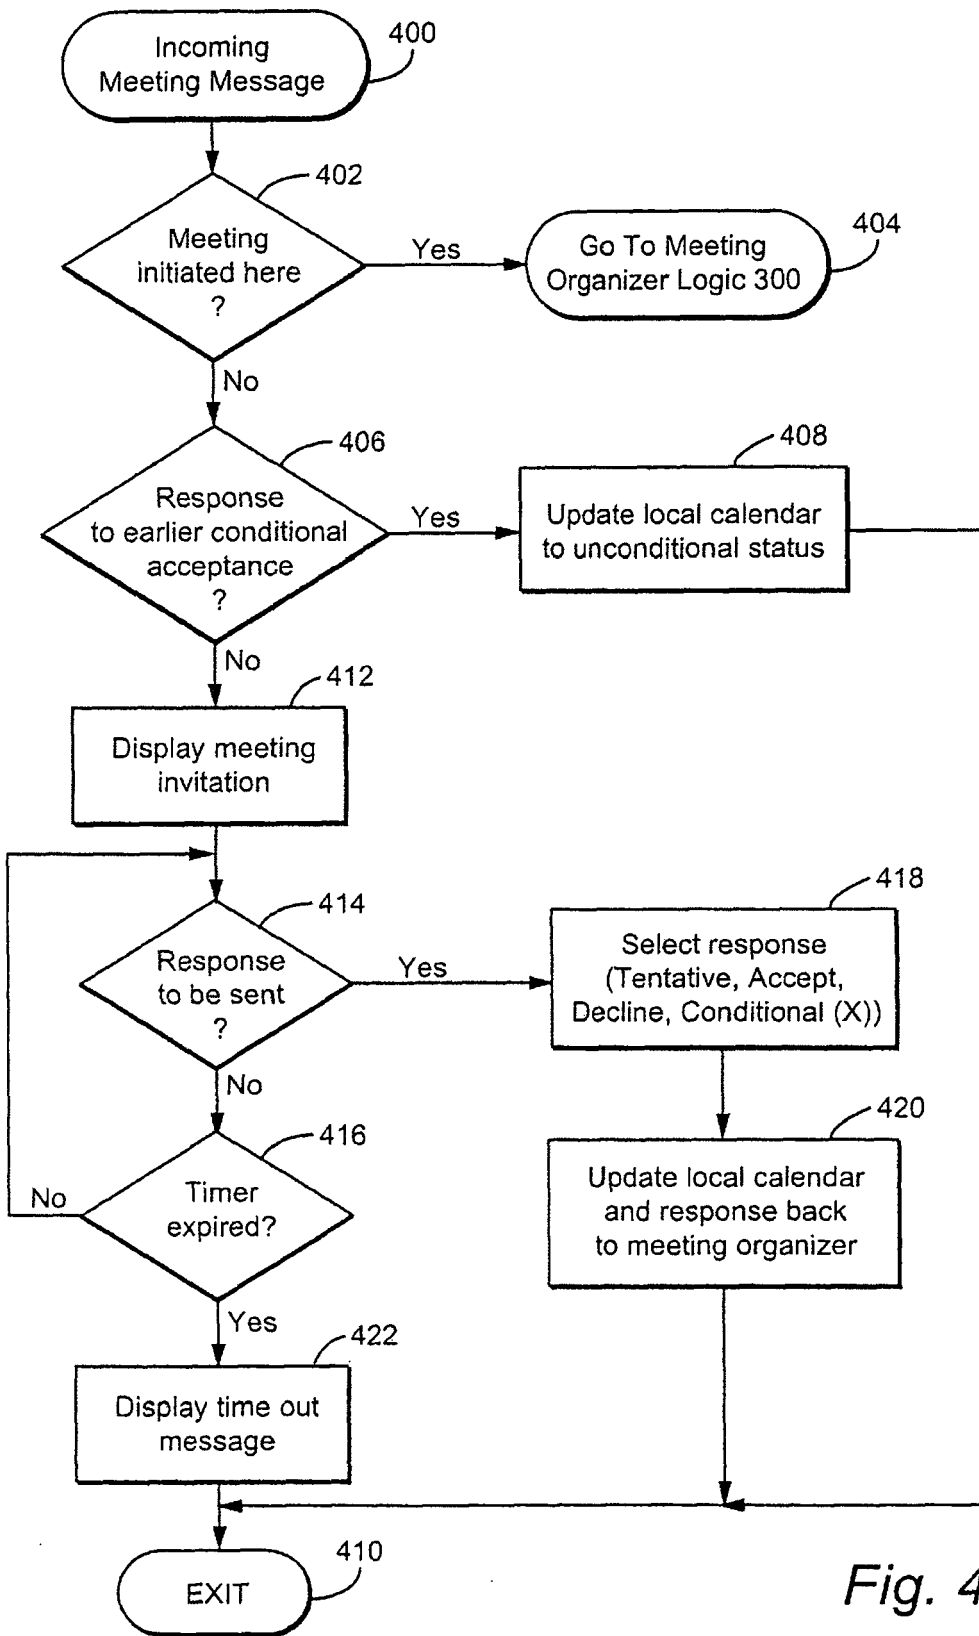 Incoming
Meeting Message
400
402
Meeting
initiated here
?
Yes
Go To Meeting
Organizer Logic 300
404
No
406
Response
to earlier conditional
acceptance
?
Yes
408
Update local calendar
to unconditional status
No
412
Display meeting
invitation
414
Response
to be sent
?
Yes
418
Select response
(Tentative, Accept,
Decline, Conditional (X))
No
416
Timer
expired?
No
420
Update local calendar
and response back
to meeting organizer
Yes
422
Display time out
message
EXIT
410
Fig. 4